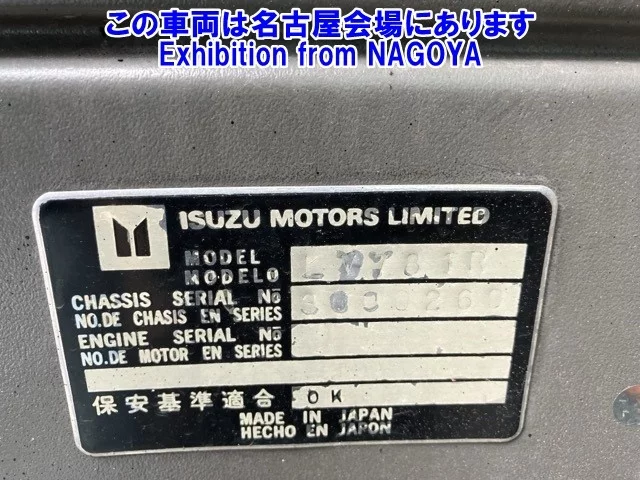 この車両は名古屋会場にあります
Exhibition from NAGOYA
ISUZU MOTORS LIMITED
MODEL
MODELO
CHASSIS SERIAL No
NO.DE CHASIS EN SERIES
ENGINE SERIAL No
NO.DE MOTOR EN SERIES
保安基準適合 OK
MADE IN JAPAN
HECHO EN JAPON